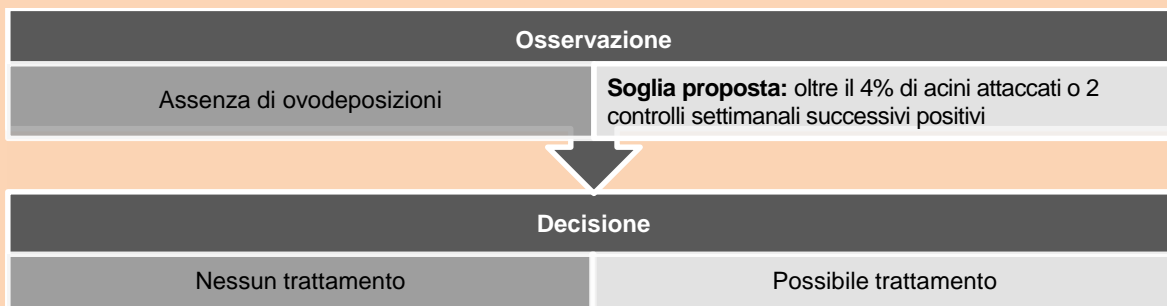 Osservazione
Assenza di ovodeposizioni
Soglia proposta: oltre il 4% di acini attaccati o 2
controlli settimanali successivi positivi
Decisione
Nessun trattamento
Possibile trattamento